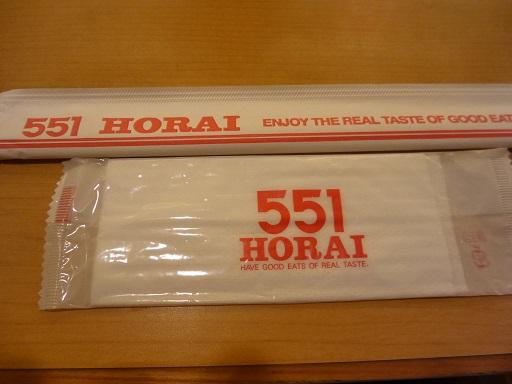 551 HORAI ENJOY THE REAL TASTE OF GOOD EAT
551
HORAI
HAVE GOOD EATS OF REAL TASTE.